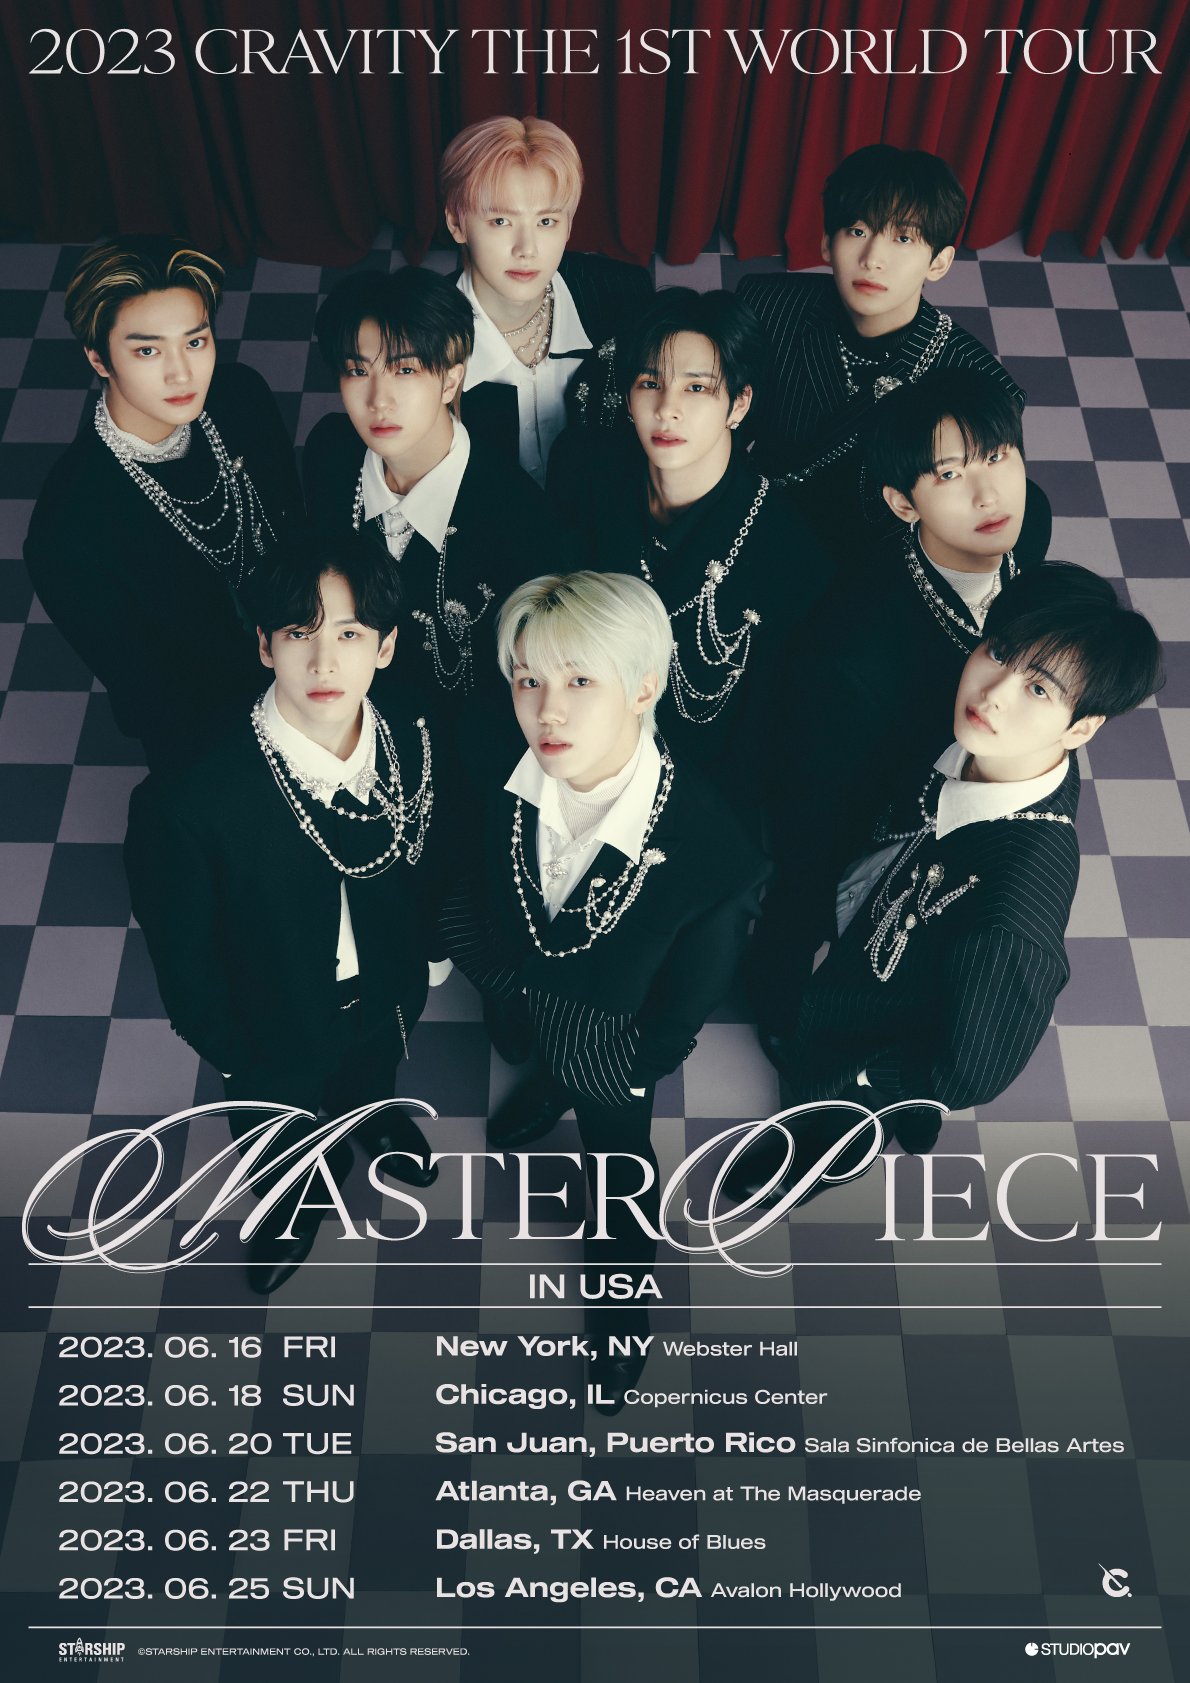 2023 CRAVITY THE 1ST WORLD TOUR
MASTERPIECE
IN USA
2023. 06. 16 FRI New York, NY Webster Hall
2023. 06. 18 SUN Chicago, IL Copernicus Center
2023. 06. 20 TUE San Juan, Puerto Rico Sala Sinfonica de Bellas Artes
2023. 06. 22 THU Atlanta, GA Heaven at The Masquerade
2023. 06. 23 FRI Dallas, TX House of Blues
2023. 06. 25 SUN Los Angeles, CA Avalon Hollywood
C.
STARSHIP
ENTERTAINMENT
©STARSHIP ENTERTAINMENT CO., LTD. ALL RIGHTS RESERVED.
STUDIOPAV